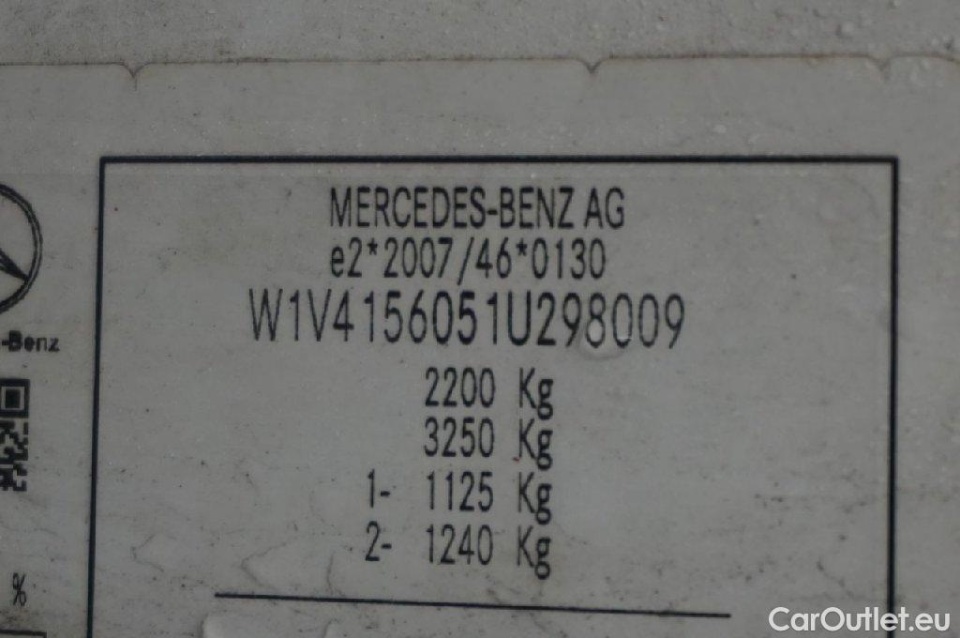 MERCEDES-BENZ AG
e2*2007/46*0130
W1V4156051U298009
2200 Kg
3250 Kg
1- 1125 Kg
2- 1240 Kg
-Benz
%
CarOutlet.eu